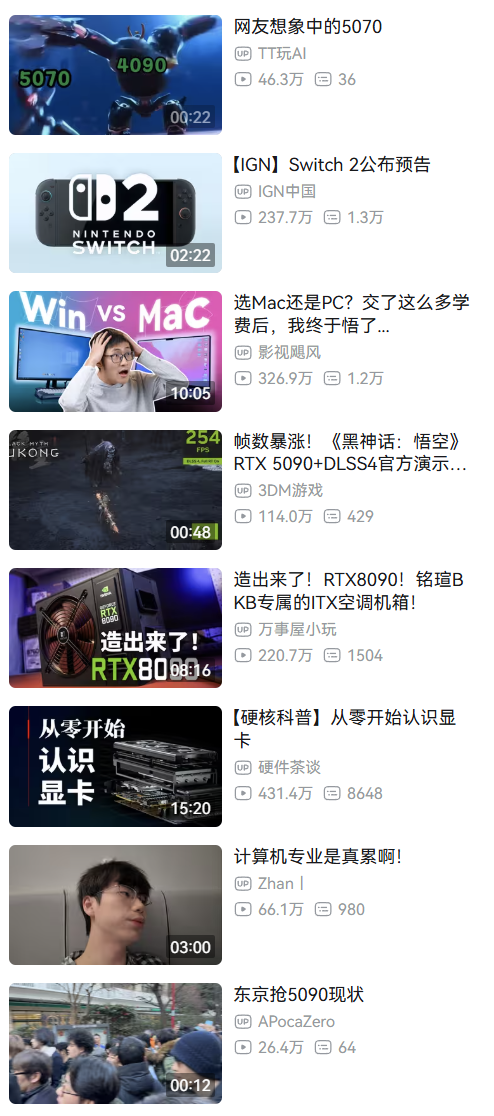 5070
4090
00:22
网友想象中的5070
UP TT玩AI
46.3万 36
2
NINTENDO
SWITCH
02:22
【IGN】Switch 2公布预告
UP IGN中国
237.7万 1.3万
Win vs Mac
10:05
选Mac还是PC？交了这么多学
费后，我终于悟了...
UP 影视飓风
326.9万 1.2万
LACK MYTH
UKONG
254
FPS
00:48
帧数暴涨！《黑神话：悟空》
RTX 5090+DLSS4官方演示…
UP 3DM游戏
114.0万 429
RTX
8080
造出来了！
RTX80
08:16
造出来了！RTX8090！铭瑄B
KB专属的ITX空调机箱！
UP 万事屋小玩
220.7万 1504
从零开始
认识
显卡
15:20
【硬核科普】从零开始认识显
卡
UP 硬件茶谈
431.4万 8648
03:00
计算机专业是真累啊！
UP Zhan丨
66.1万 980
00:12
东京抢5090现状
UP APocaZero
26.4万 64